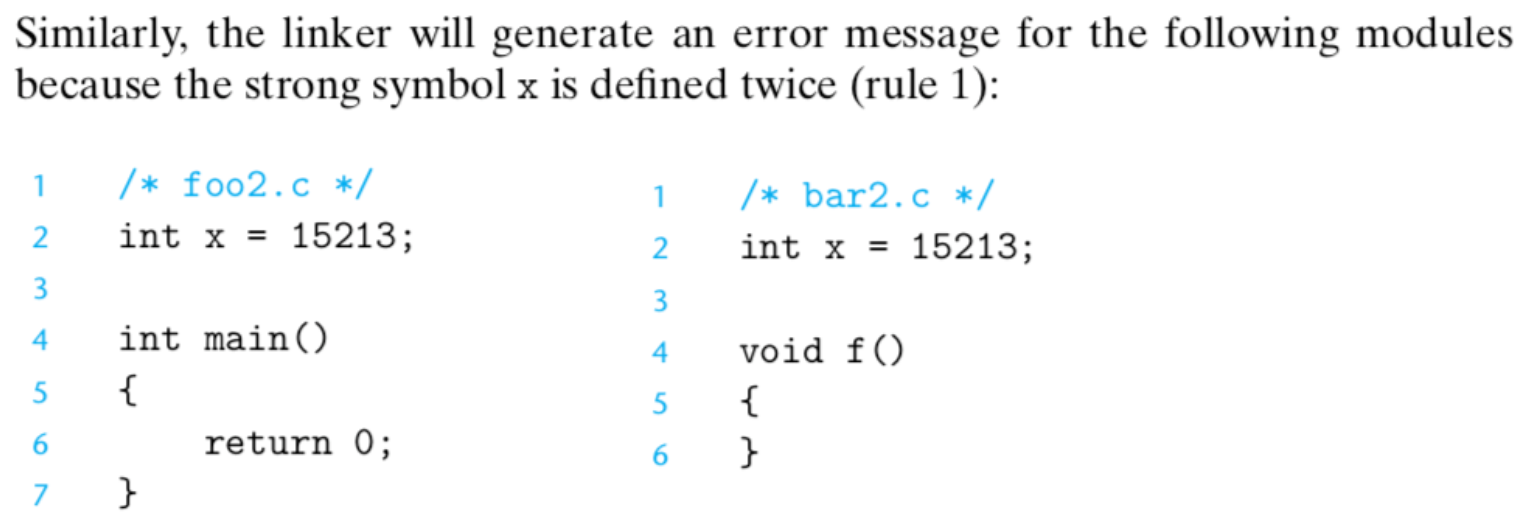 Similarly, the linker will generate an error message for the following modules
because the strong symbol x is defined twice (rule 1):
1 /* foo2.c */
2 int x = 15213;
3
4 int main()
5 {
6     return 0;
7 }
1 /* bar2.c */
2 int x = 15213;
3
4 void f()
5 {
6 }